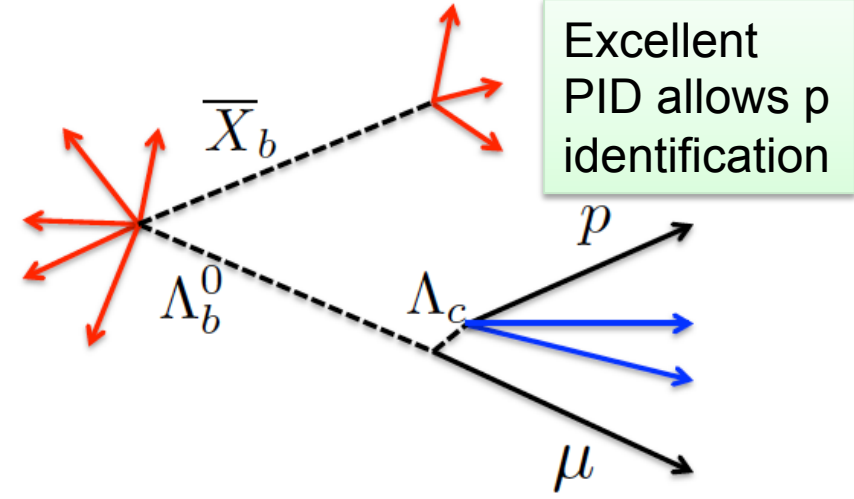 Excellent
PID allows p
identification
X̅_b
p
Λ_b^0
Λ_c
μ